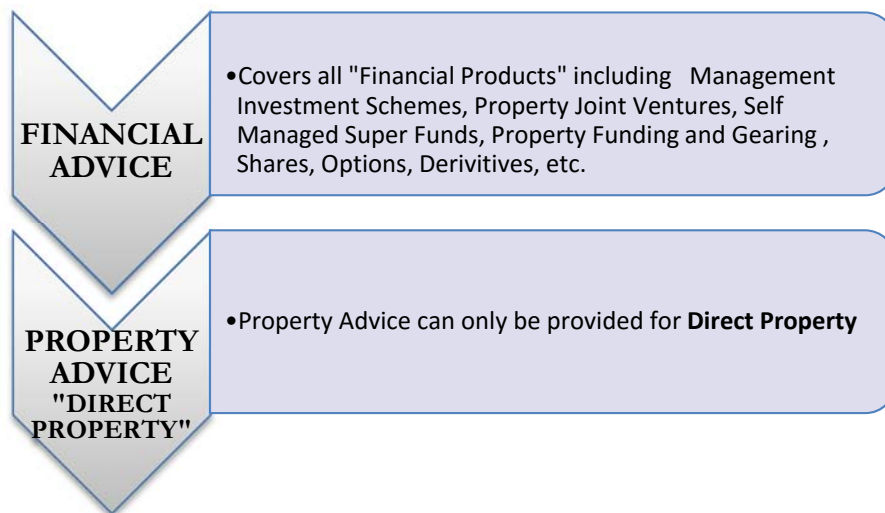 FINANCIAL
ADVICE
•Covers all "Financial Products" including   Management
Investment Schemes, Property Joint Ventures, Self
Managed Super Funds, Property Funding and Gearing ,
Shares, Options, Derivitives, etc.
PROPERTY
ADVICE
"DIRECT
PROPERTY"
•Property Advice can only be provided for Direct Property